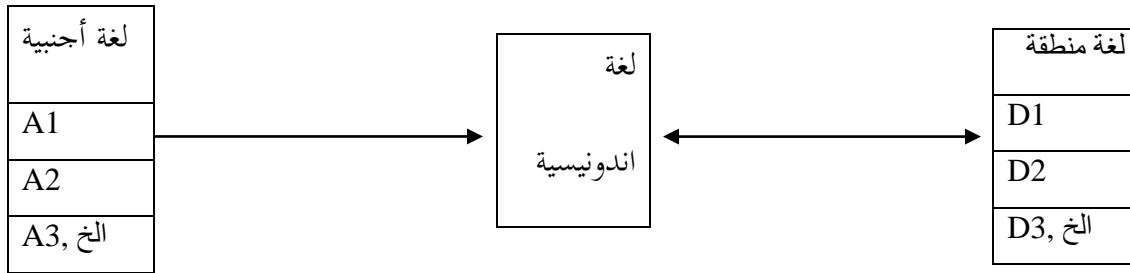 لغة أجنبية
A1
A2
A3, الخ
لغة
اندونيسية
لغة منطقة
D1
D2
D3, الخ